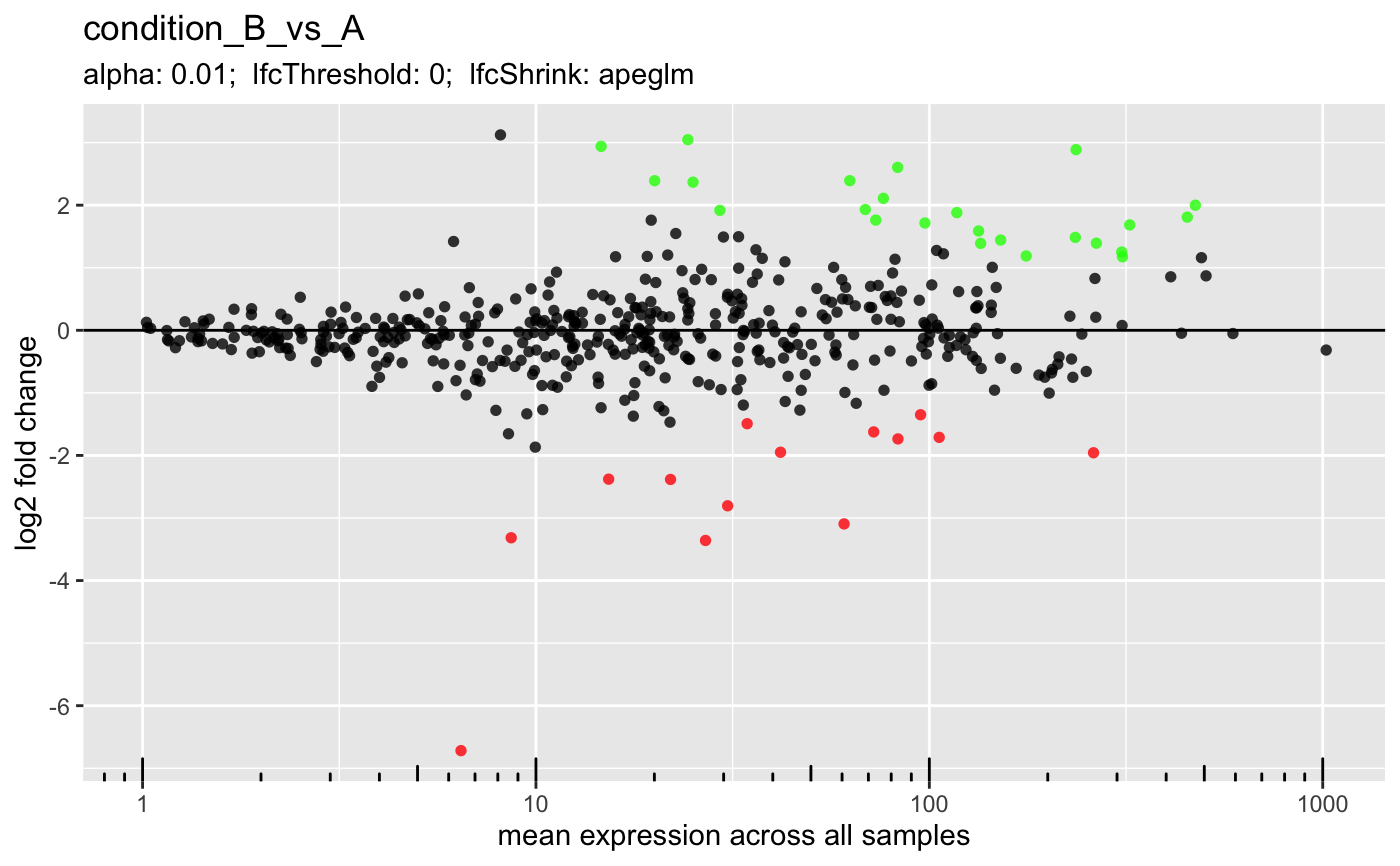 condition_B_vs_A
alpha: 0.01;  lfcThreshold: 0;  lfcShrink: apeglm
log2 fold change
2
0
-2
-4
-6
1
10
100
1000
mean expression across all samples